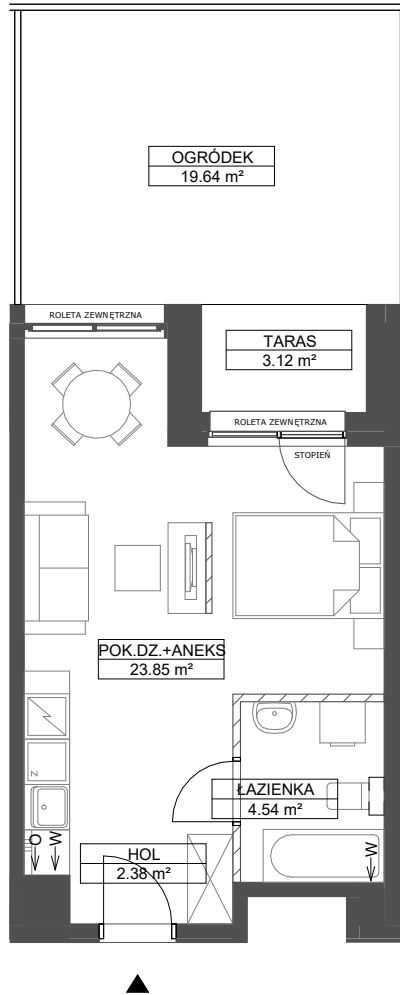 OGRÓDEK
19.64 m²
ROLETA ZEWNĘTRZNA
TARAS
3.12 m²
ROLETA ZEWNĘTRZNA
STOPIEŃ
POK.DZ.+ANEKS
23.85 m²
Z
ŁAZIENKA
4.54 m²
O
W
HOL
2.38 m²
W